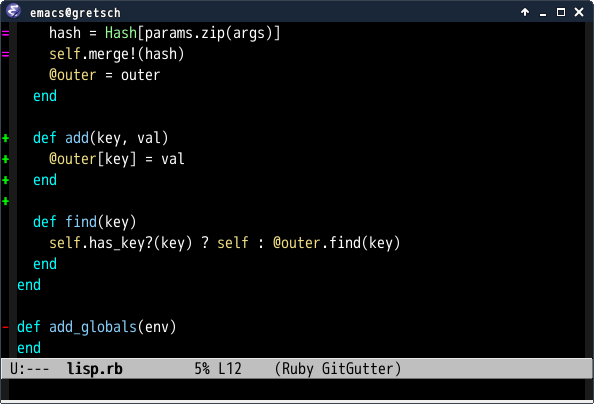 emacs@gretsch
=    hash = Hash[params.zip(args)]
=    self.merge!(hash)
    @outer = outer
  end
+  def add(key, val)
+    @outer[key] = val
+  end
+
  def find(key)
    self.has_key?(key) ? self : @outer.find(key)
  end
end
-def add_globals(env)
end
U:---  lisp.rb         5% L12    (Ruby GitGutter)